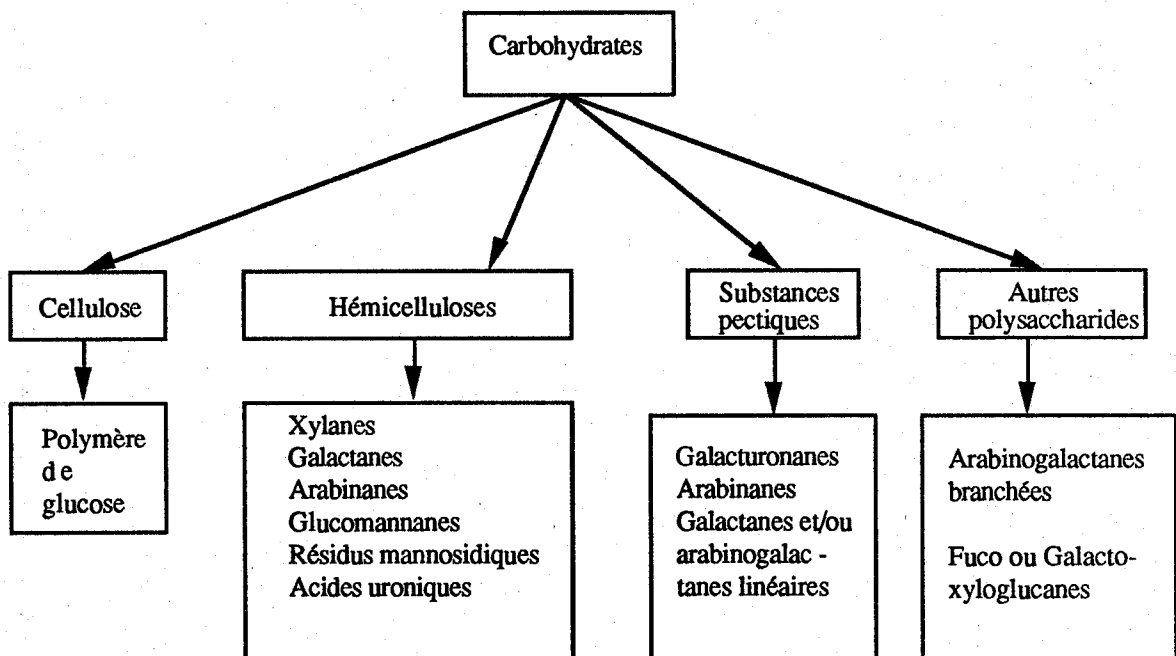 Carbohydrates
Cellulose
Hémicelluloses
Substances
pectiques
Autres
polysaccharides
Polymère
de
glucose
Xylanes
Galactanes
Arabinanes
Glucomannanes
Résidus mannosidiques
Acides uroniques
Galacturonanes
Arabinanes
Galactanes et/ou
arabinogalac -
tanes linéaires
Arabinogalactanes
branchées
Fuco ou Galacto-
xyloglucanes